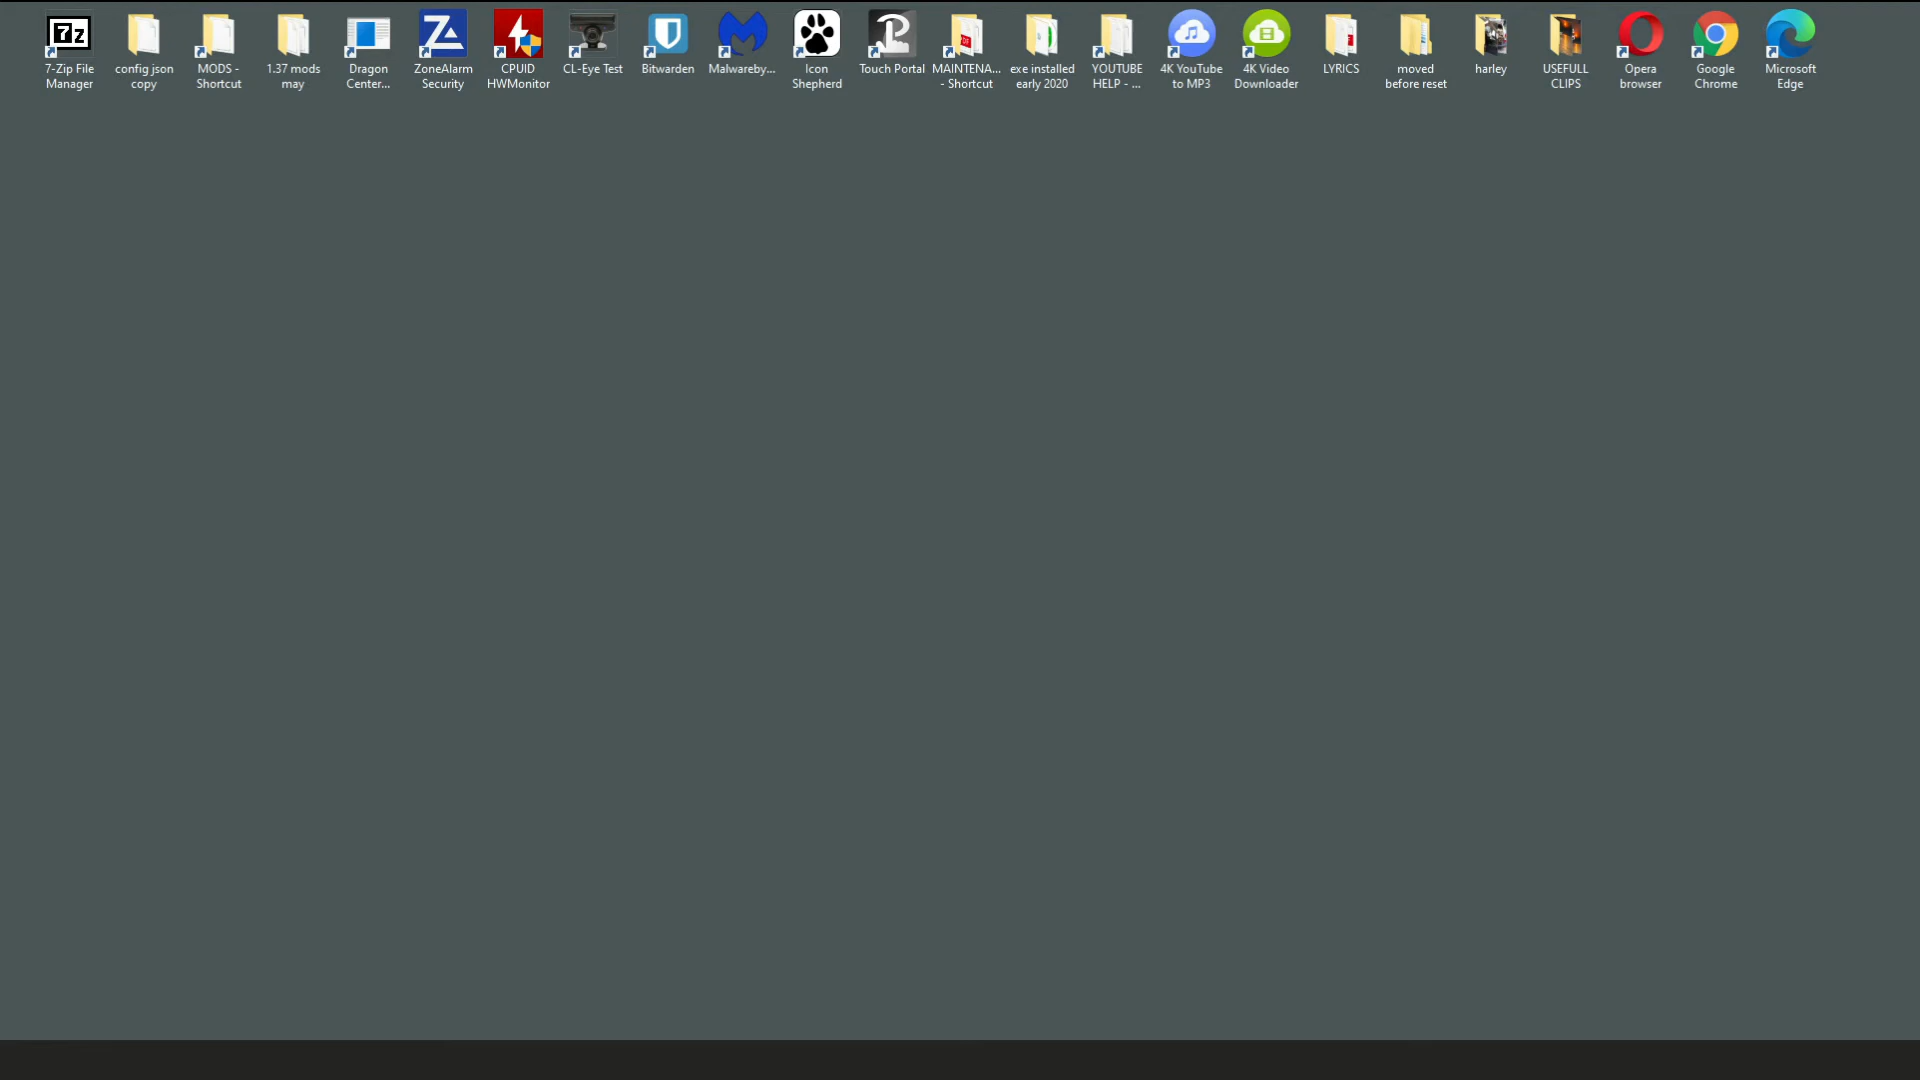 7-Zip File
Manager
config json
copy
MODS -
Shortcut
1.37 mods
may
Dragon
Center...
ZoneAlarm
Security
CPUID
HWMonitor
CL-Eye Test
Bitwarden
Malwareby...
Icon
Shepherd
Touch Portal
MAINTENA...
- Shortcut
exe installed
early 2020
YOUTUBE
HELP - ...
4K YouTube
to MP3
4K Video
Downloader
LYRICS
moved
before reset
harley
USEFULL
CLIPS
Opera
browser
Google
Chrome
Microsoft
Edge